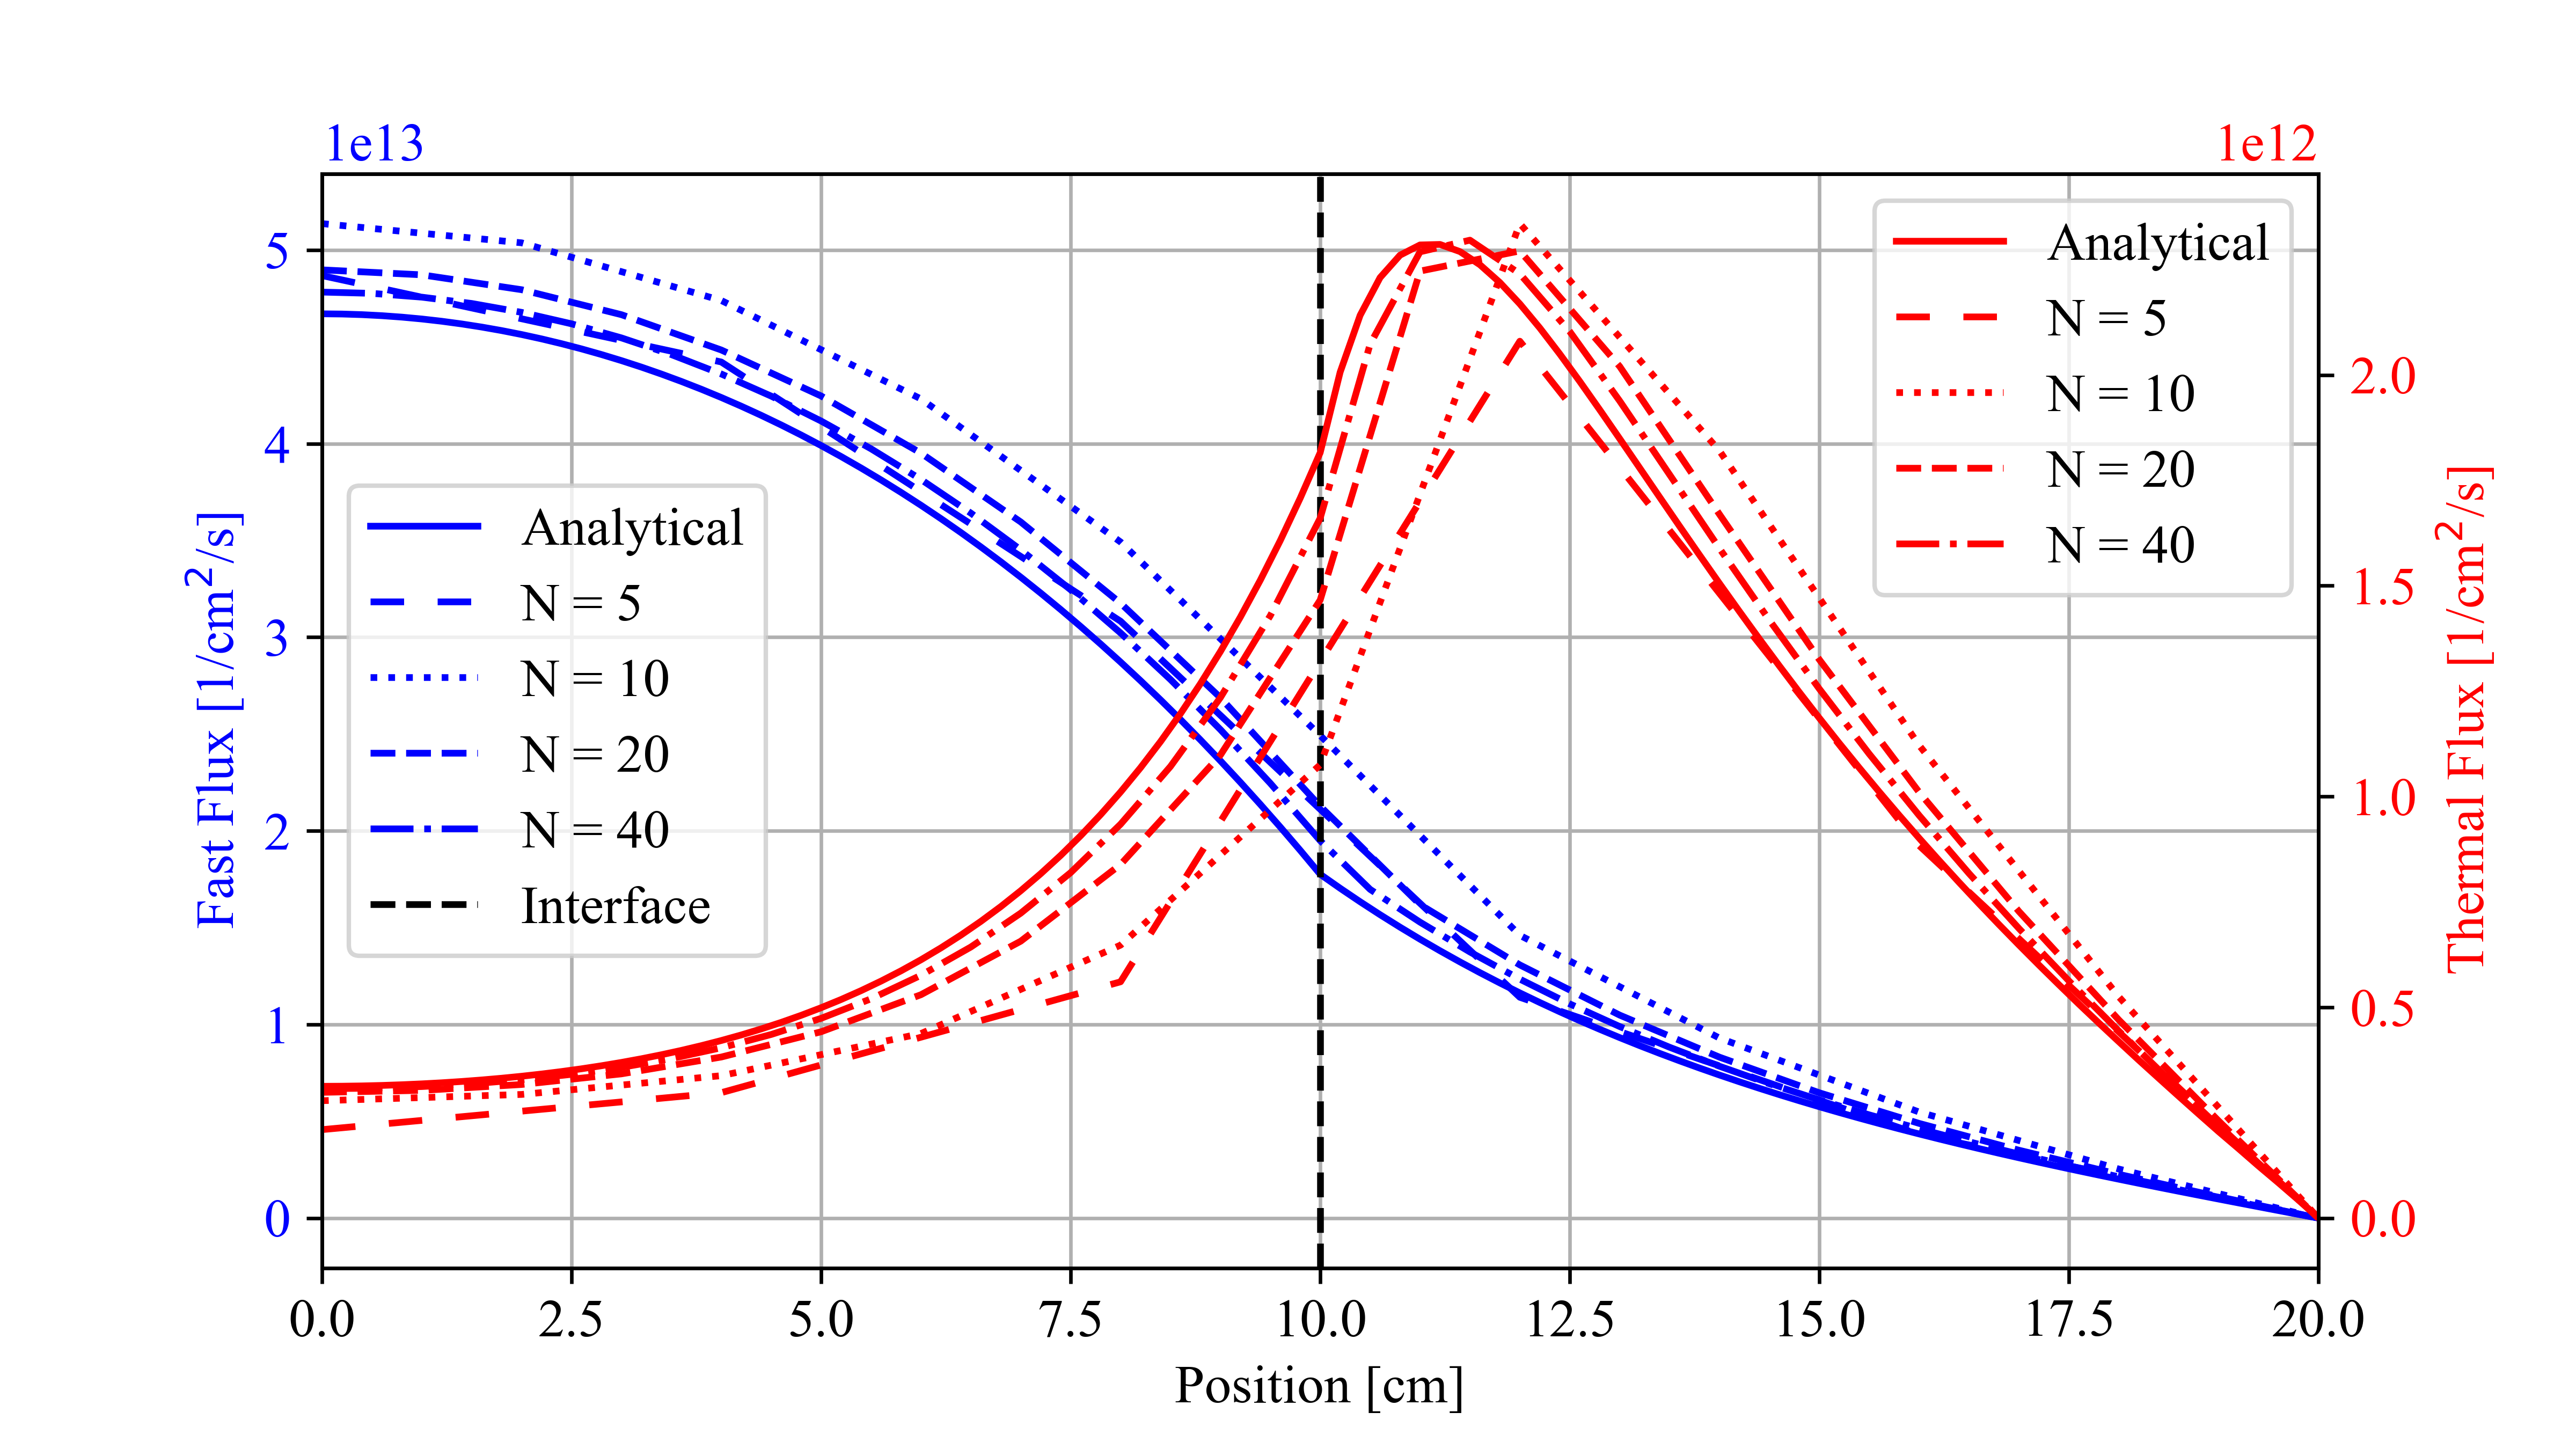 1e13
1e12
5
4
3
2
1
0
Fast Flux [1/cm²/s]
Analytical
N = 5
N = 10
N = 20
N = 40
Interface
Analytical
N = 5
N = 10
N = 20
N = 40
2.0
1.5
1.0
0.5
0.0
Thermal Flux [1/cm²/s]
0.0 2.5 5.0 7.5 10.0 12.5 15.0 17.5 20.0
Position [cm]